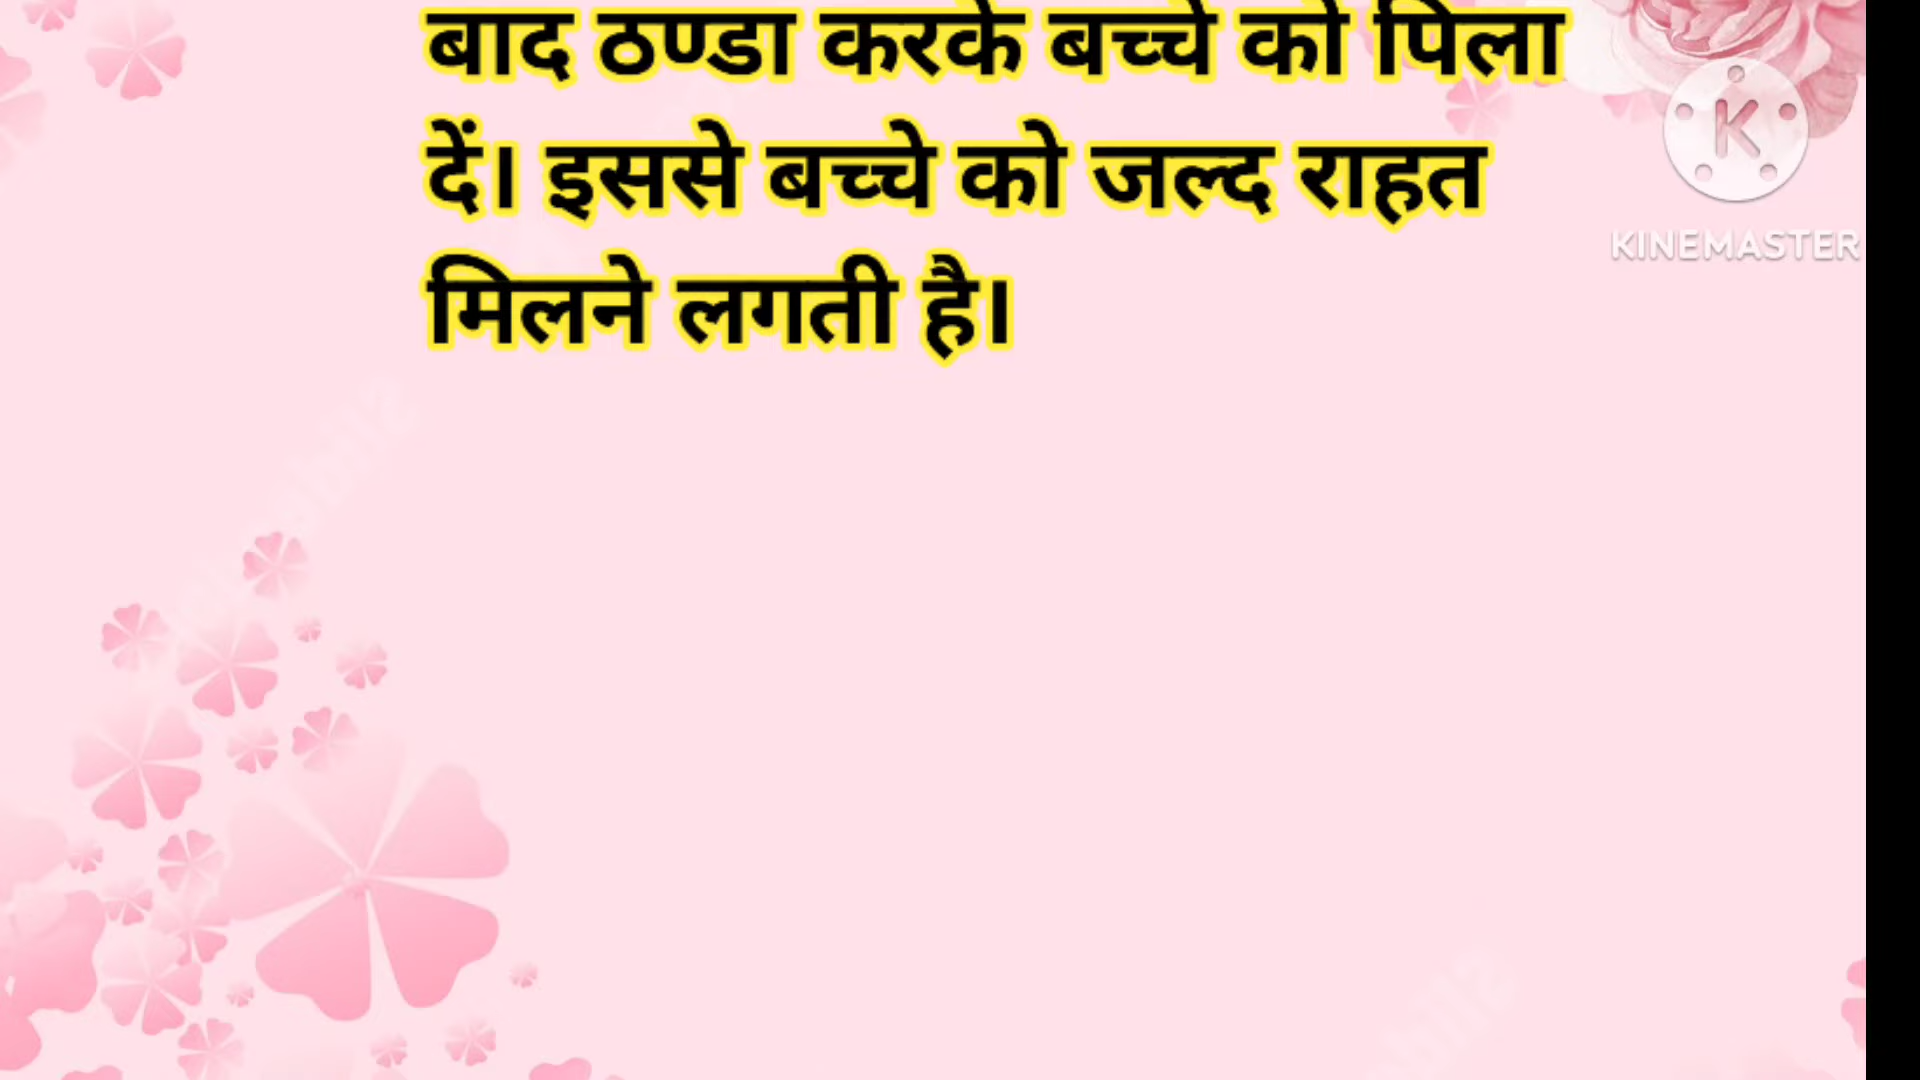 बाद ठण्डा करके बच्चे को पिला
दें। इससे बच्चे को जल्द राहत
मिलने लगती है।
KINEMASTER